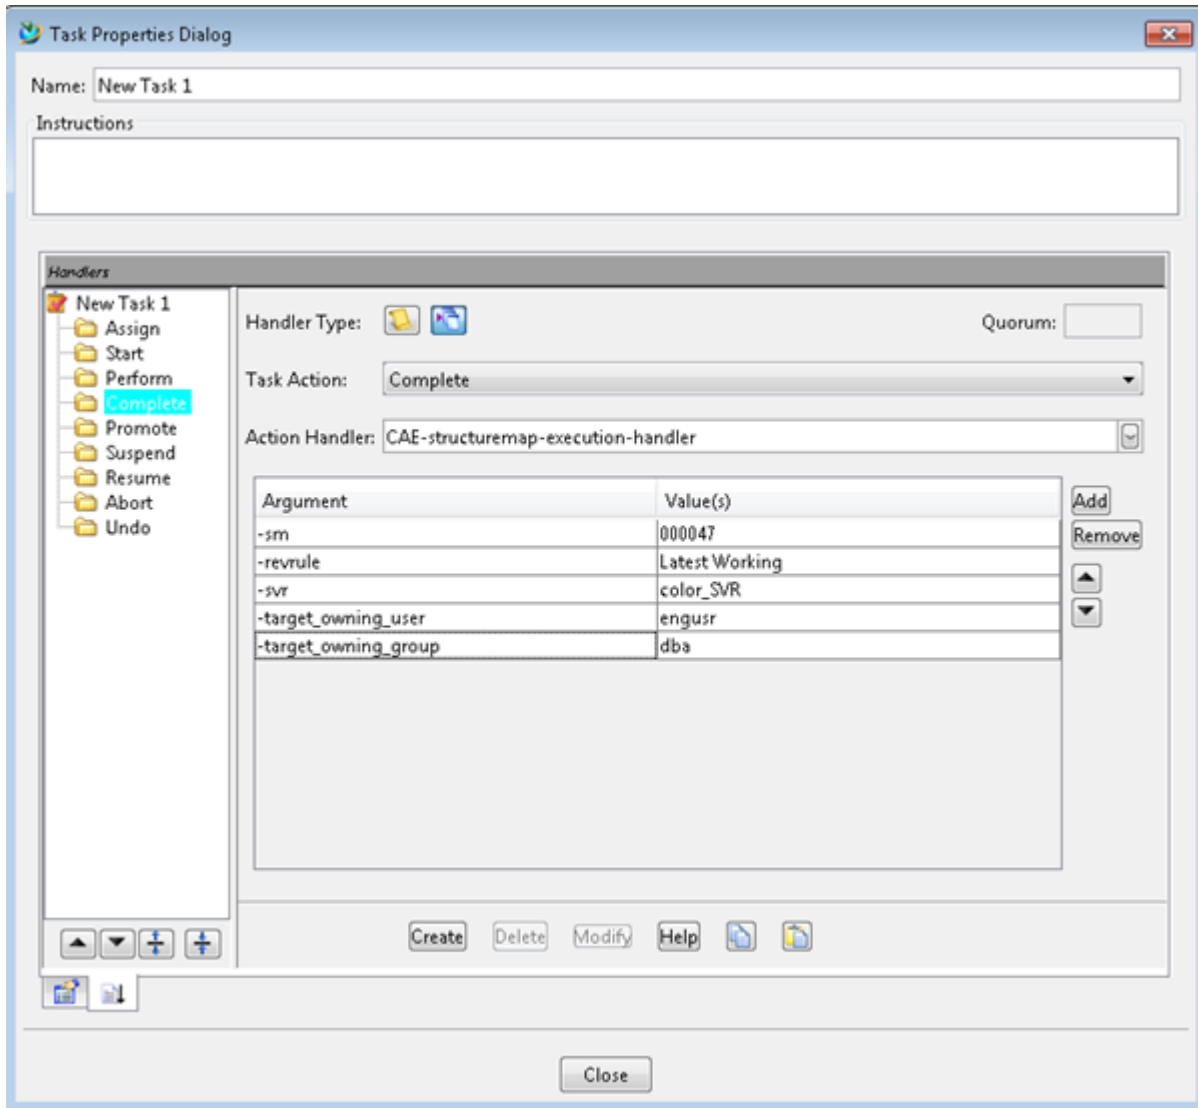 Task Properties Dialog
Name: New Task 1
Instructions
Handlers
New Task 1
Assign
Start
Perform
Complete
Promote
Suspend
Resume
Abort
Undo
Handler Type:
Quorum:
Task Action: Complete
Action Handler: CAE-structuremap-execution-handler
Argument Value(s)
-sm 000047
-revrule Latest Working
-svr color_SVR
-target_owning_user engusr
-target_owning_group dba
Add
Remove
Create Delete Modify Help
Close